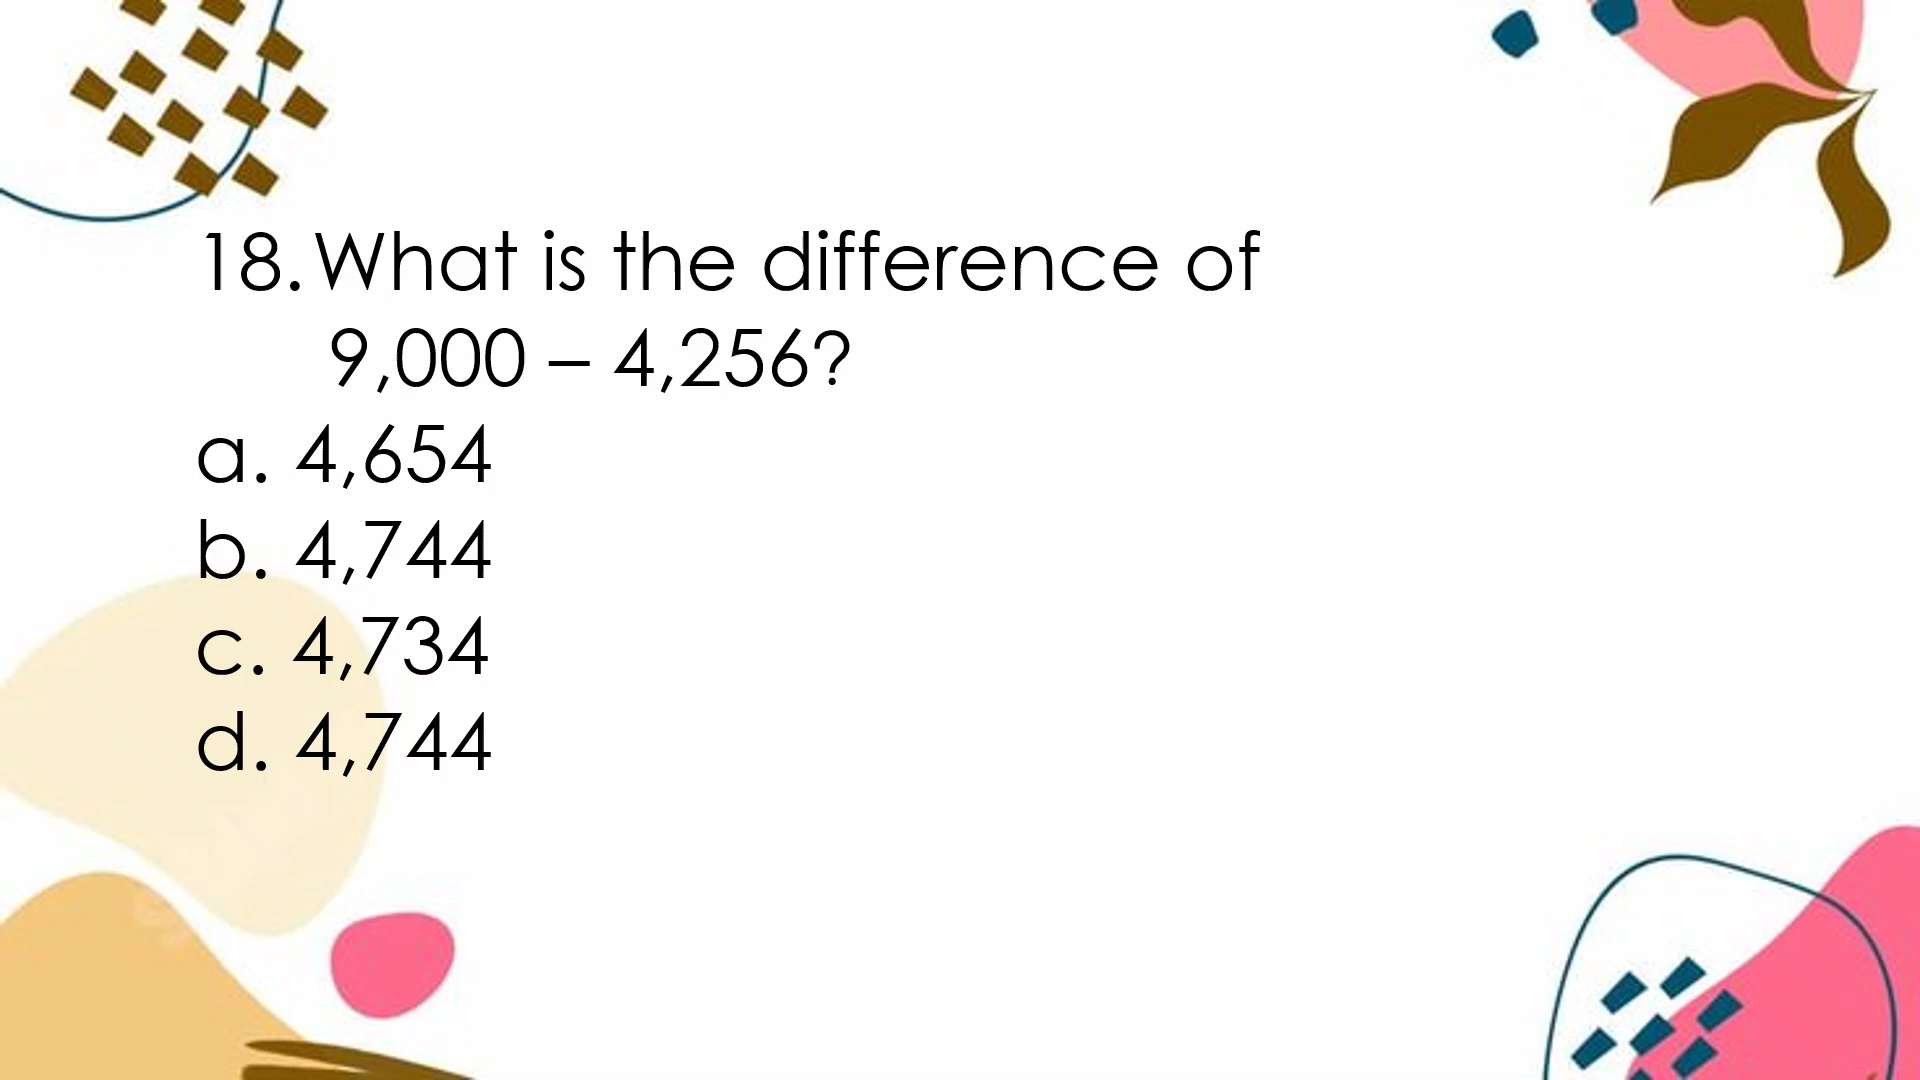 18. What is the difference of
9,000 – 4,256?
a. 4,654
b. 4,744
c. 4,734
d. 4,744